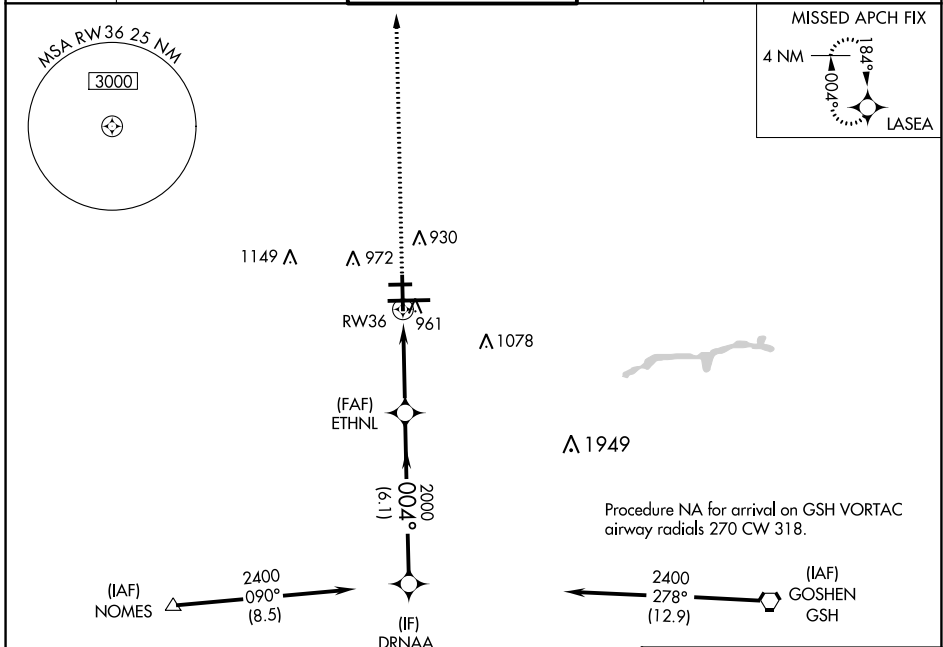 MSA RW36 25 NM
3000
MISSED APCH FIX
4 NM
184°
004°
LASEA
930
1149
972
RW36
961
1078
(FAF)
ETHNL
1949
2000
004°
(6.1)
Procedure NA for arrival on GSH VORTAC
airway radials 270 CW 318.
(IAF)
NOMES
2400
090°
(8.5)
(IF)
DRNAA
2400
278°
(12.9)
(IAF)
GOSHEN
GSH